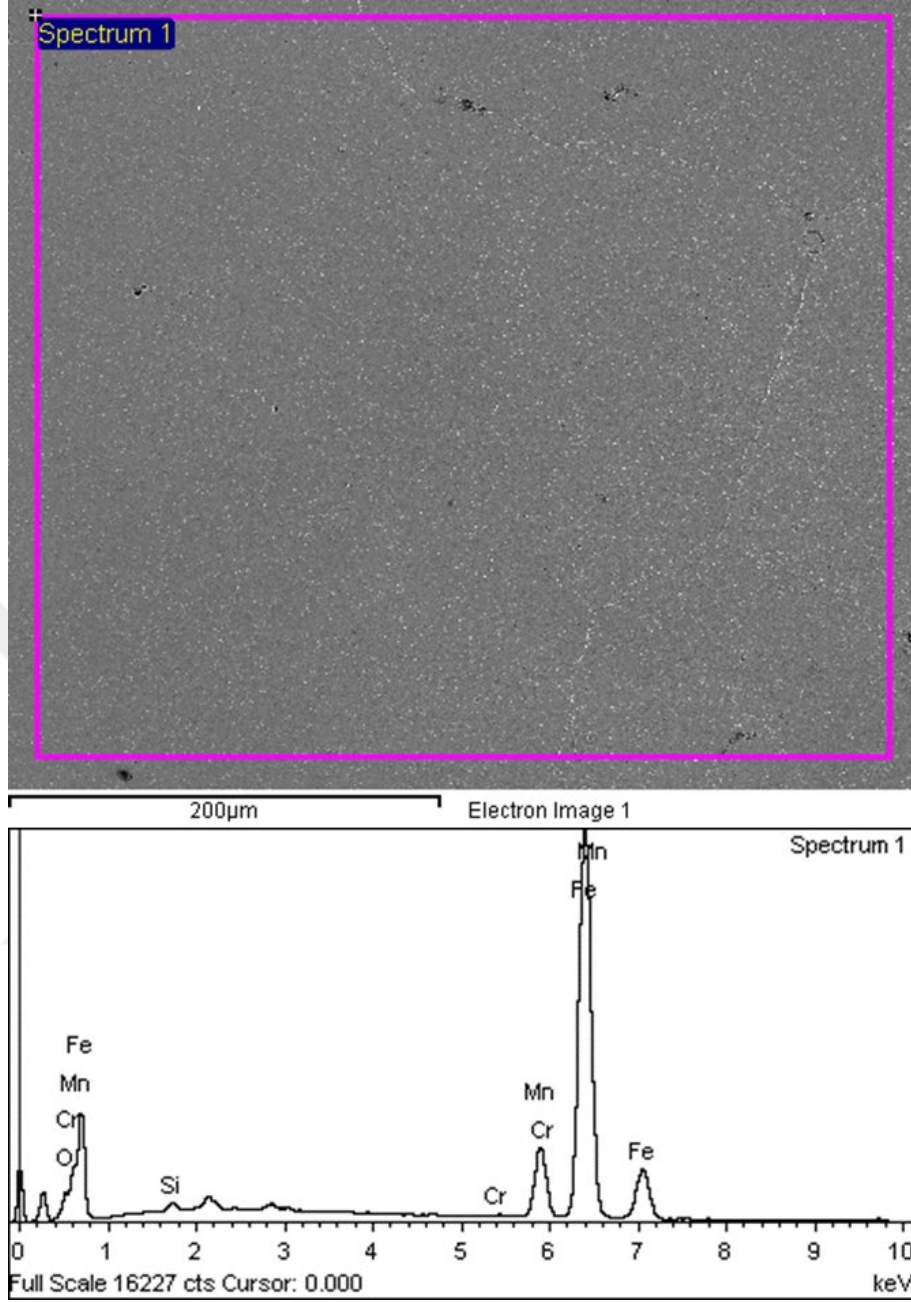 Spectrum 1
200µm
Electron Image 1
Spectrum 1
Mn
Fe
Fe
Mn
Cr
O
Si
Cr
Mn
Cr
Fe
0 1 2 3 4 5 6 7 8 9 10
Full Scale 16227 cts Cursor: 0.000 keV